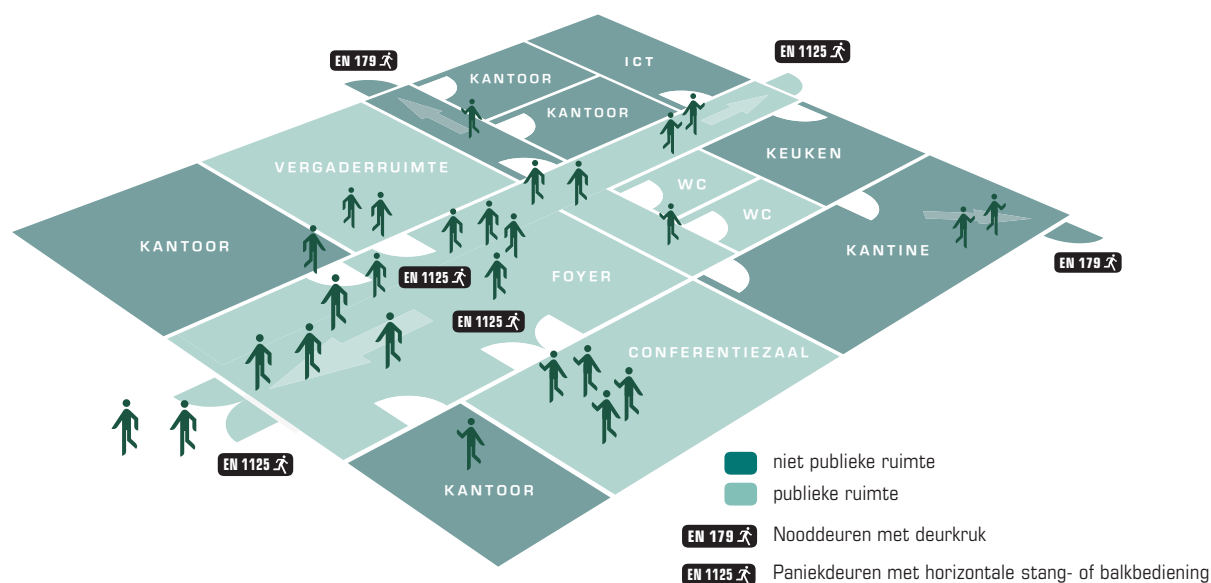 EN 179
EN 1125
ICT
KANTOOR
KANTOOR
KEUKEN
VERGADERRUIMTE
WC
WC
KANTOOR
KANTINE
EN 179
EN 1125
FOYER
EN 1125
CONFERENTIEZAAL
EN 1125
KANTOOR
niet publieke ruimte
publieke ruimte
EN 179 Nooddeuren met deurkruk
EN 1125 Paniekdeuren met horizontale stang- of balkbediening